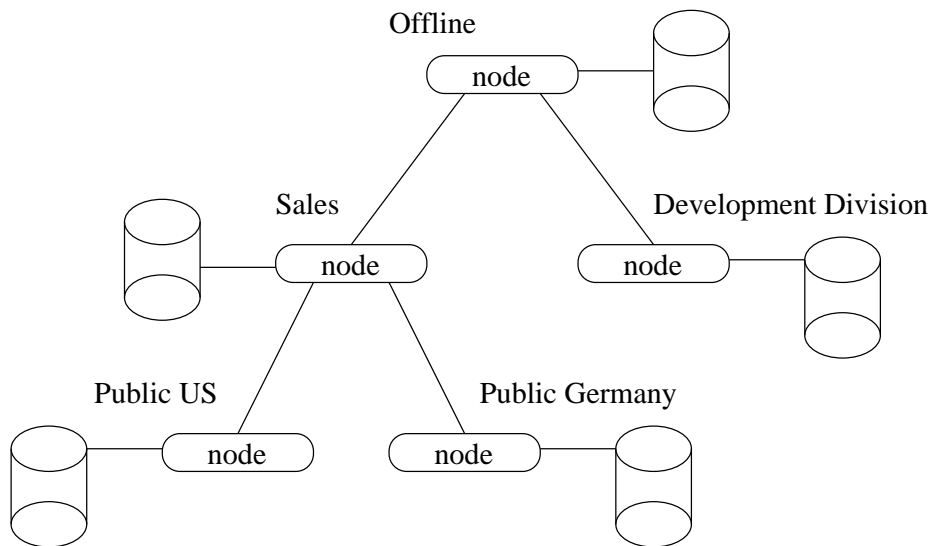 Offline
node
Sales
Development Division
node
node
Public US
Public Germany
node
node